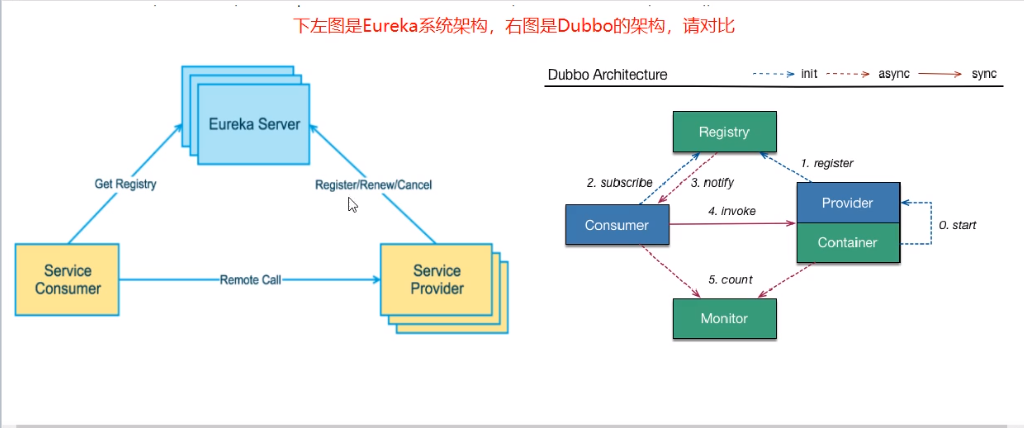 下左图是Eureka系统架构，右图是Dubbo的架构，请对比
Eureka Server
Get Registry
Register/Renew/Cancel
Service
Consumer
Remote Call
Service
Provider
Dubbo Architecture
init
async
sync
Registry
1. register
2. subscribe
3. notify
Provider
4. invoke
Consumer
0. start
Container
5. count
Monitor